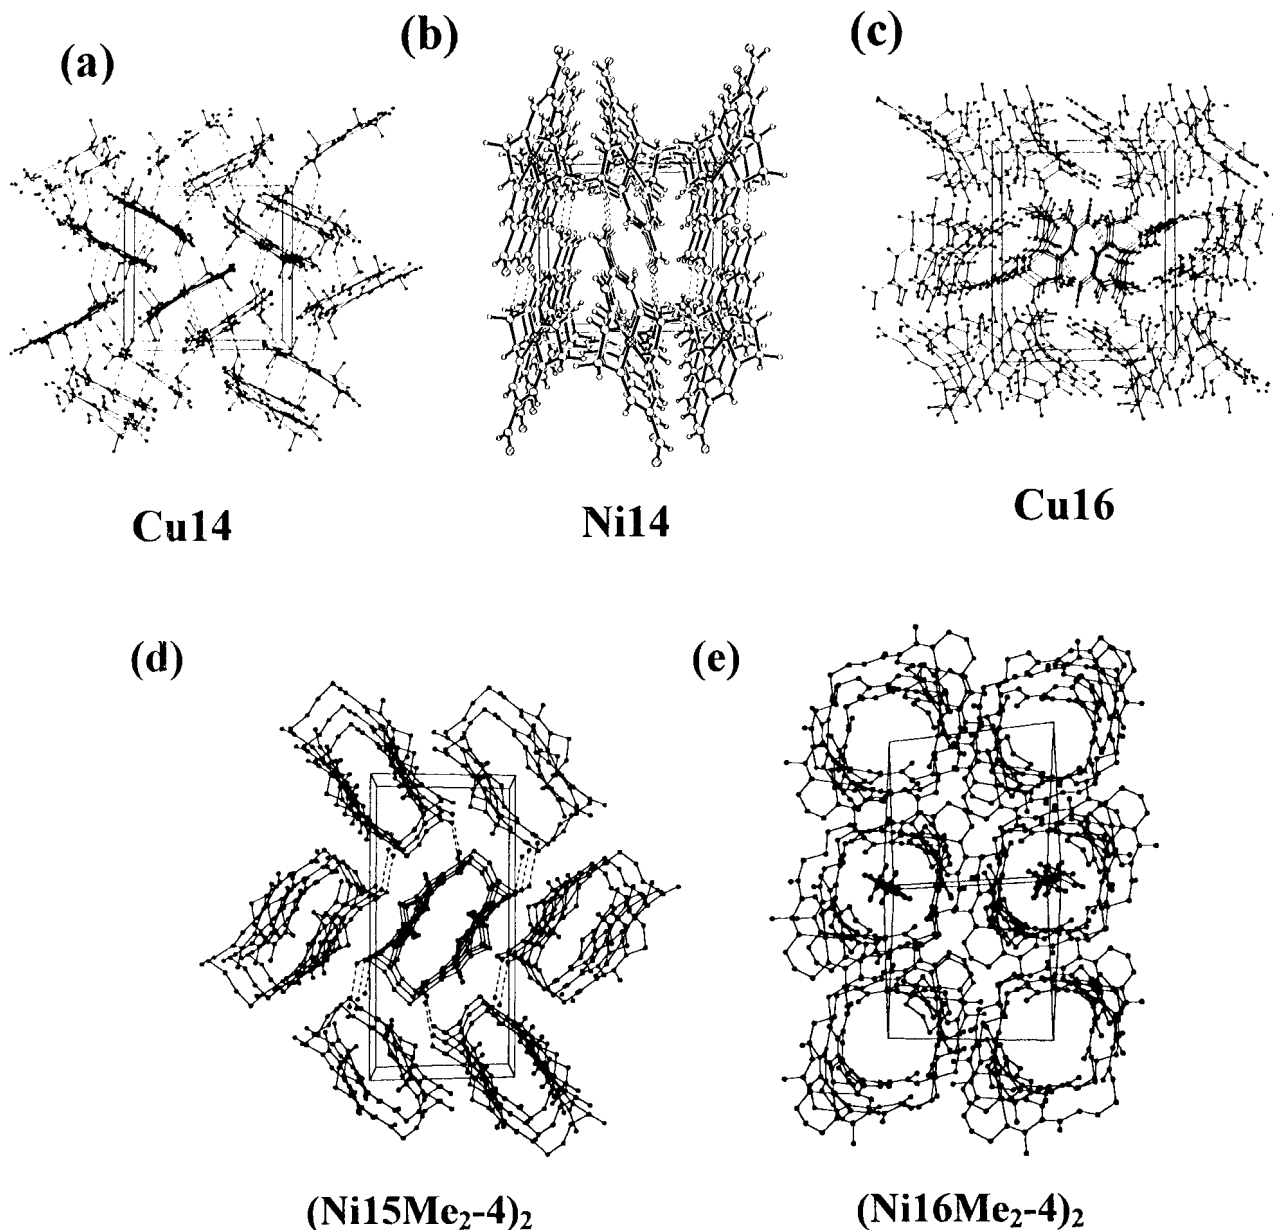 (a)
(b)
(c)
Cu14
Ni14
Cu16
(d)
(e)
(Ni15Me₂-4)₂
(Ni16Me₂-4)₂